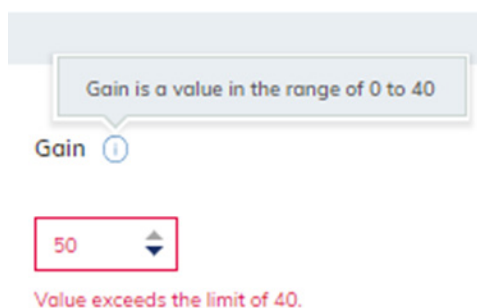 Gain is a value in the range of 0 to 40
Gain
50
Value exceeds the limit of 40.